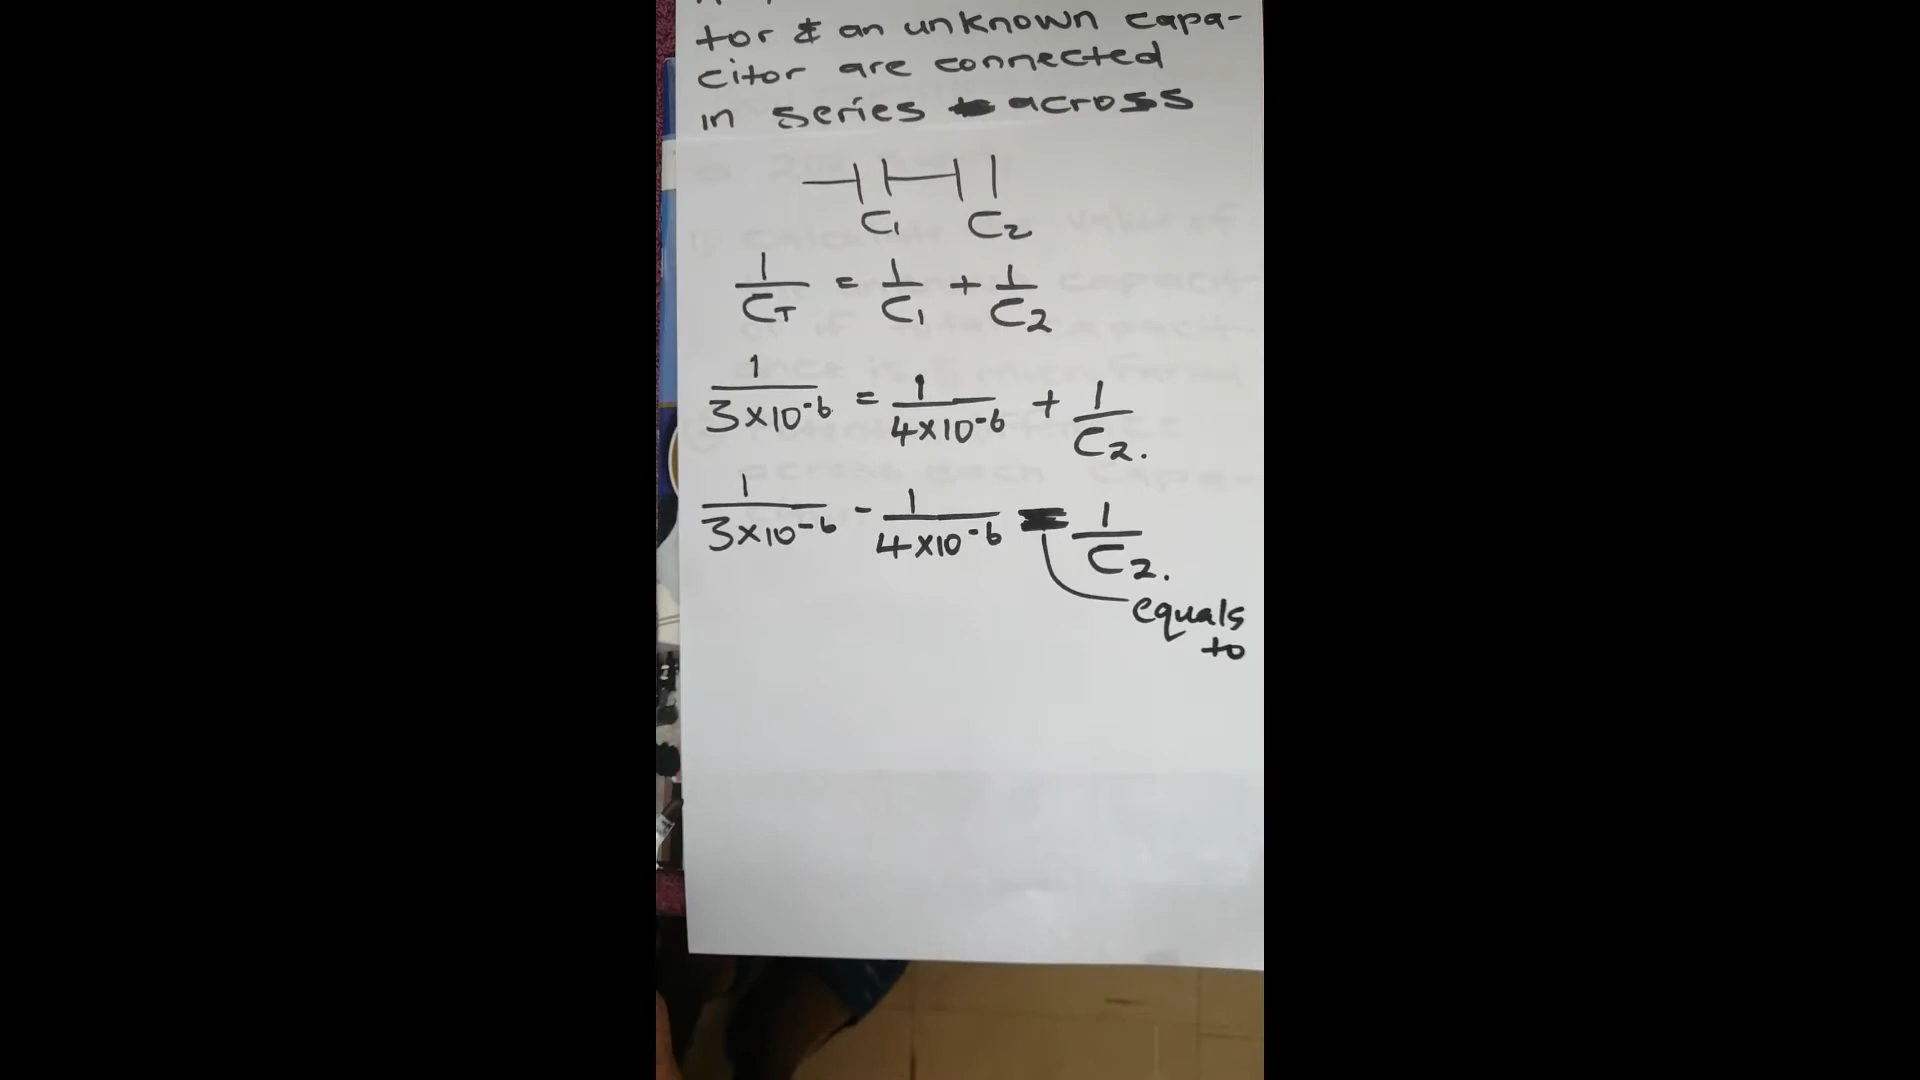 tor & an unknown capa-
citor are connected
in series across
C1 C2
1/CT = 1/C1 + 1/C2
1/3×10^-6 = 1/4×10^-6 + 1/C2.
1/3×10^-6 - 1/4×10^-6 = 1/C2.
equals
to